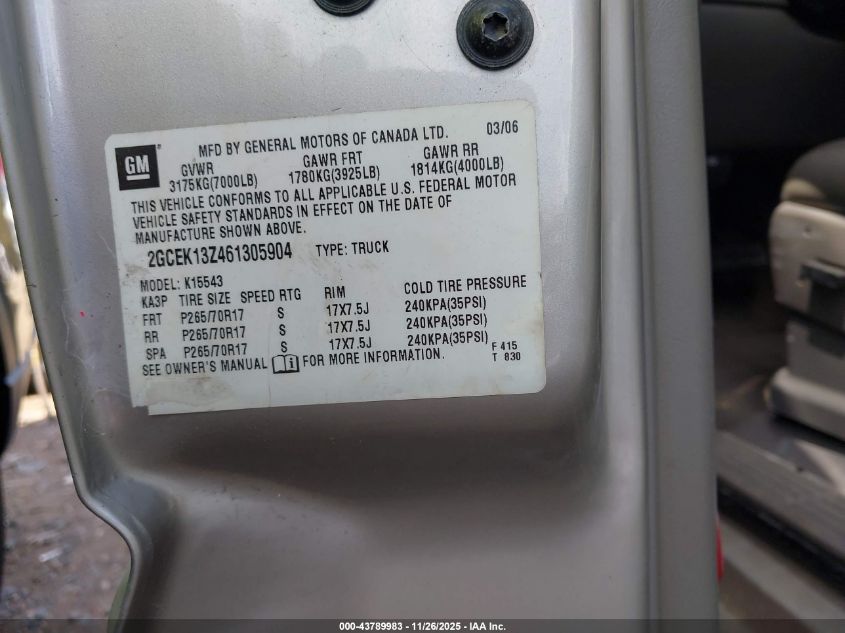 GM
MFD BY GENERAL MOTORS OF CANADA LTD. 03/06
GVWR GAWR FRT GAWR RR
3175KG(7000LB) 1780KG(3925LB) 1814KG(4000LB)
THIS VEHICLE CONFORMS TO ALL APPLICABLE U.S. FEDERAL MOTOR
VEHICLE SAFETY STANDARDS IN EFFECT ON THE DATE OF
MANUFACTURE SHOWN ABOVE.
2GCEK13Z461305904 TYPE: TRUCK
MODEL: K15543
KA3P TIRE SIZE SPEED RTG RIM COLD TIRE PRESSURE
FRT P265/70R17 S 17X7.5J 240KPA(35PSI)
RR P265/70R17 S 17X7.5J 240KPA(35PSI)
SPA P265/70R17 S 17X7.5J 240KPA(35PSI)
SEE OWNER'S MANUAL FOR MORE INFORMATION. F 415
T 830
000-43789983 - 11/26/2025 - IAA Inc.